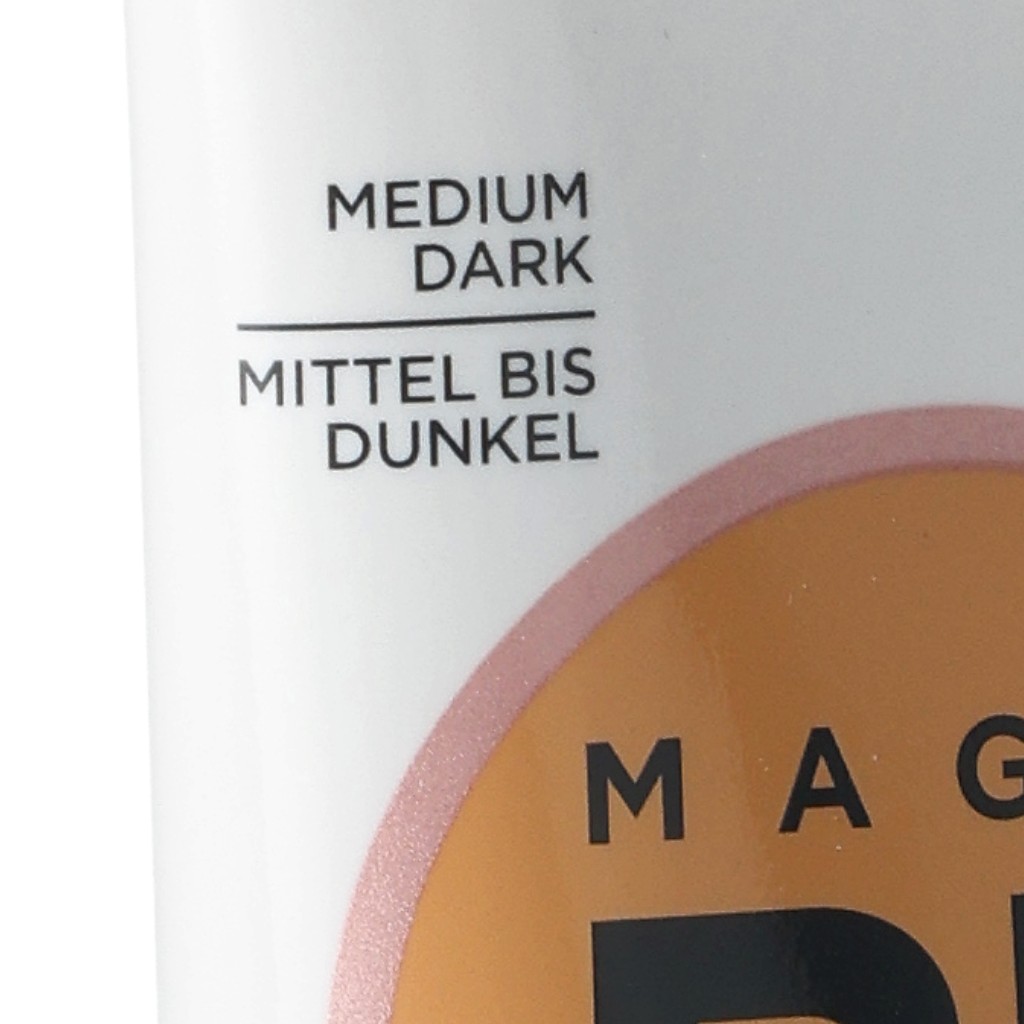 MEDIUM
DARK
MITTEL BIS
DUNKEL
MAG